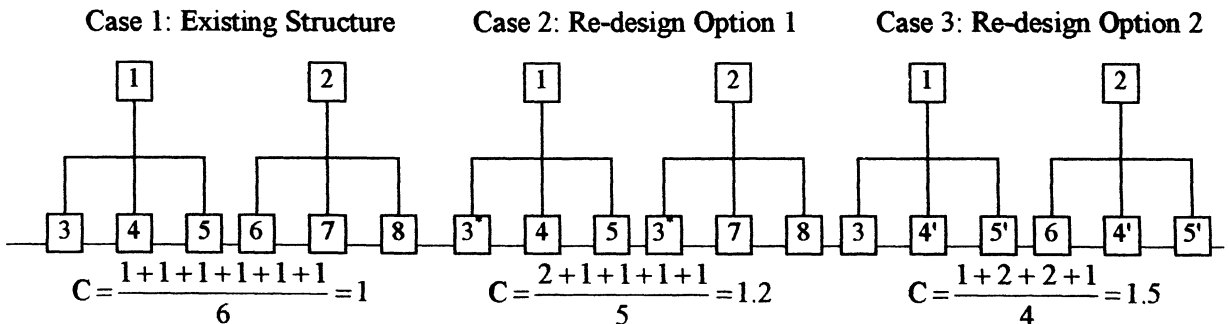 Case 1: Existing Structure Case 2: Re-design Option 1 Case 3: Re-design Option 2
1 2 1 2 1 2
3 4 5 6 7 8 3* 4 5 3* 7 8 3 4' 5' 6 4' 5'
C = (1+1+1+1+1+1)/6 = 1 C = (2+1+1+1+1)/5 = 1.2 C = (1+2+2+1)/4 = 1.5